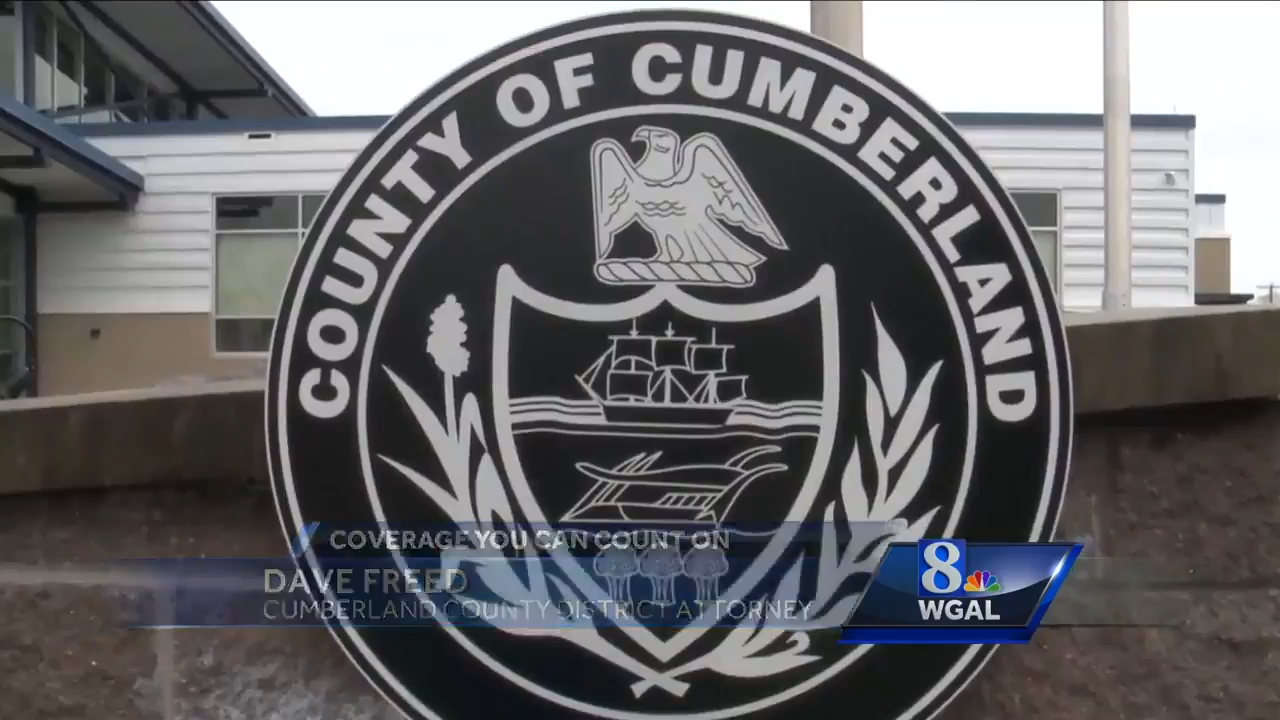 COUNTY OF CUMBERLAND
COVERAGE YOU CAN COUNT ON
DAVE FREED
CUMBERLAND COUNTY DISTRICT ATTORNEY
8
WGAL